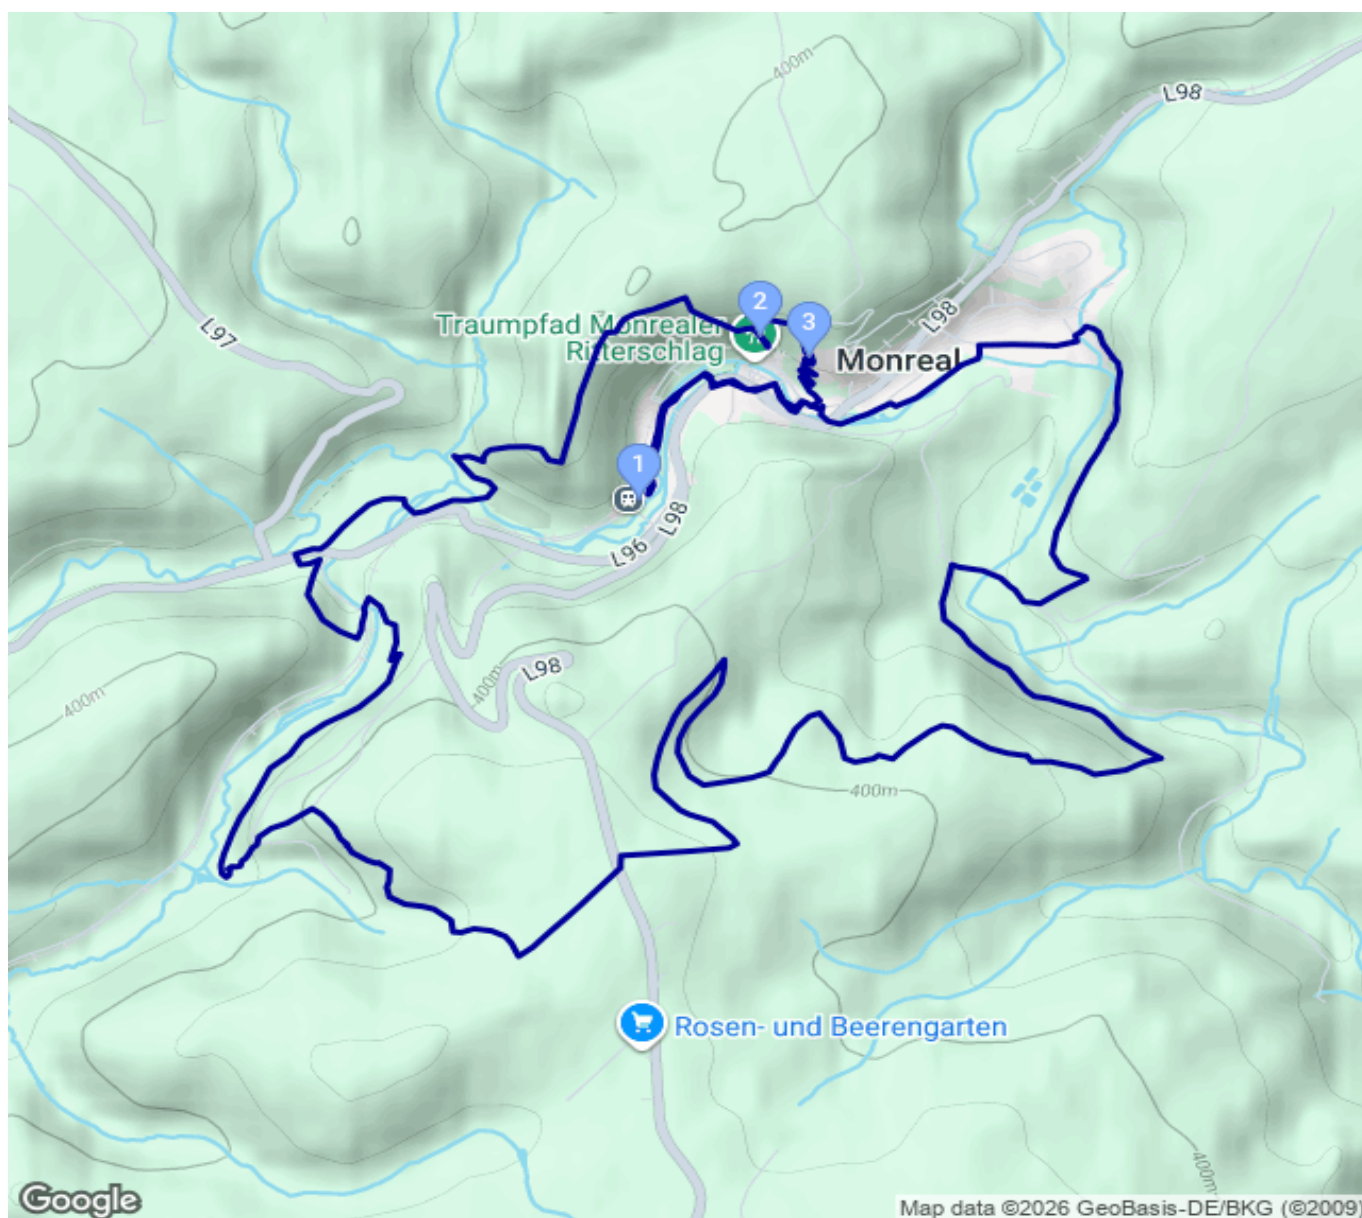 400m
L98
L97
2
Traumpfad Monrealer
Ritterschlag
3
L98
Monreal
1
L98
L96
L98
400m
400m
400m
Rosen- und Beerengarten
400m
Google
Map data ©2026 GeoBasis-DE/BKG (©2009)